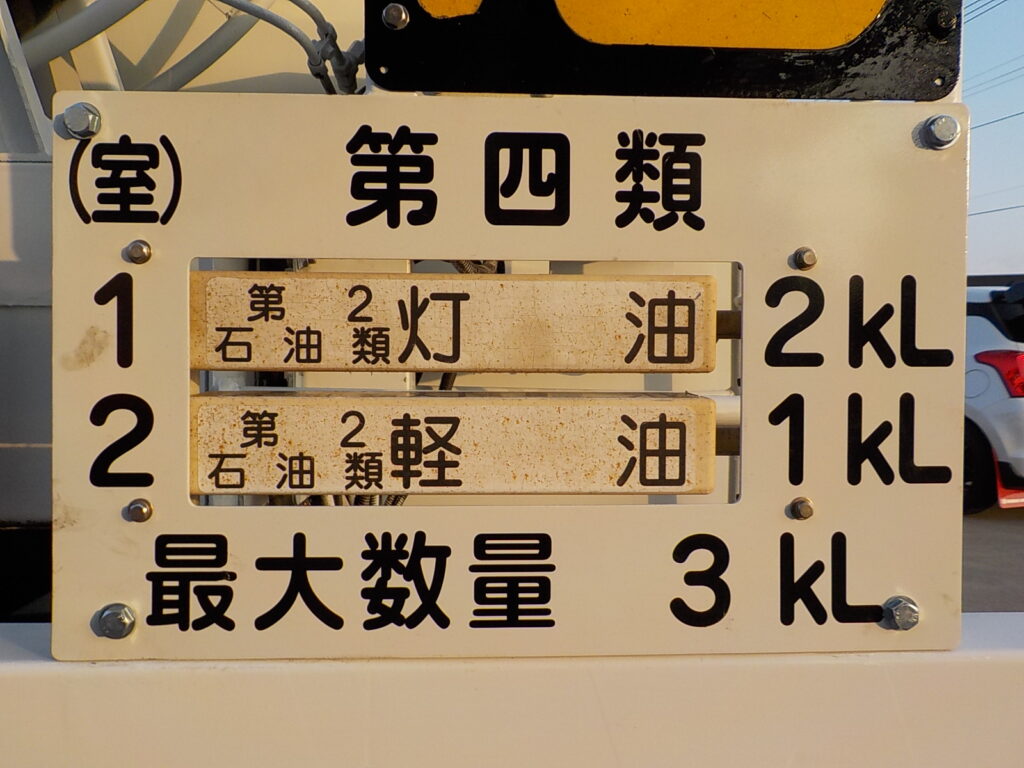 (室) 第四類
1 第2石油類 灯油 2kL
2 第2石油類 軽油 1kL
最大数量 3kL